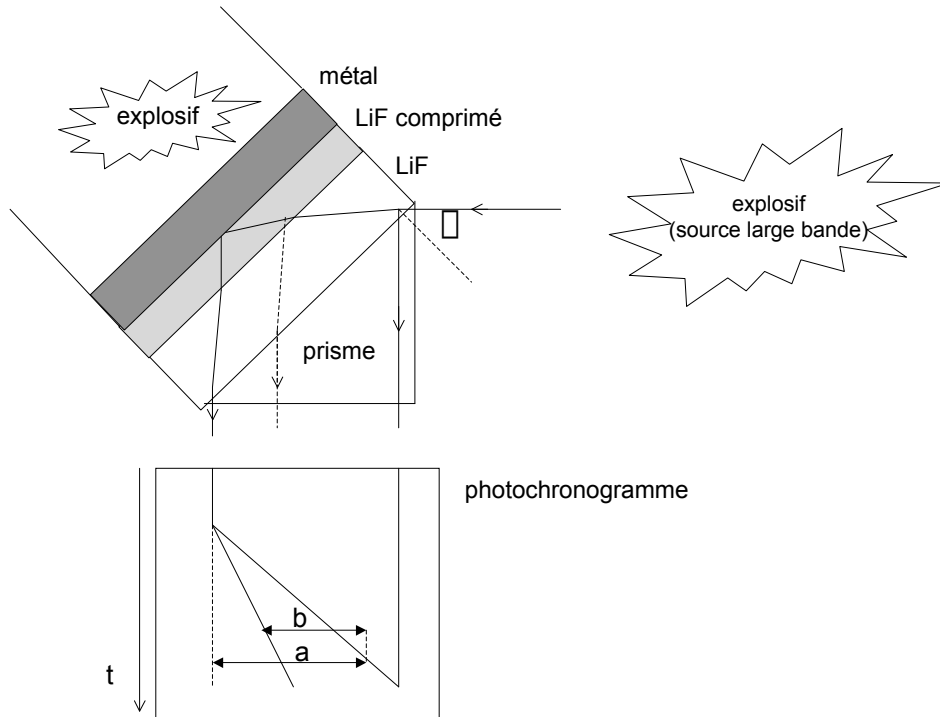 métal
explosif
LiF comprimé
LiF
explosif
(source large bande)
prisme
photochronogramme
b
a
t